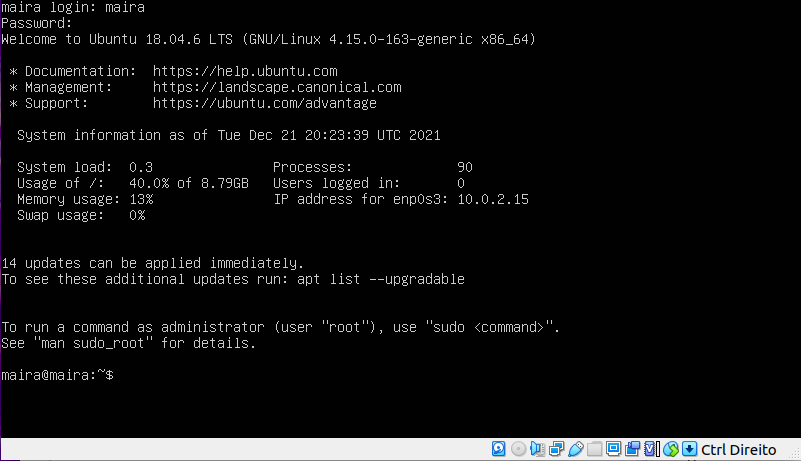 maira login: maira
Password:
Welcome to Ubuntu 18.04.6 LTS (GNU/Linux 4.15.0-163-generic x86_64)
* Documentation: https://help.ubuntu.com
* Management: https://landscape.canonical.com
* Support: https://ubuntu.com/advantage
System information as of Tue Dec 21 20:23:39 UTC 2021
System load: 0.3 Processes: 90
Usage of /: 40.0% of 8.79GB Users logged in: 0
Memory usage: 13% IP address for enp0s3: 10.0.2.15
Swap usage: 0%
14 updates can be applied immediately.
To see these additional updates run: apt list --upgradable
To run a command as administrator (user "root"), use "sudo <command>".
See "man sudo_root" for details.
maira@maira:~$
Ctrl Direito